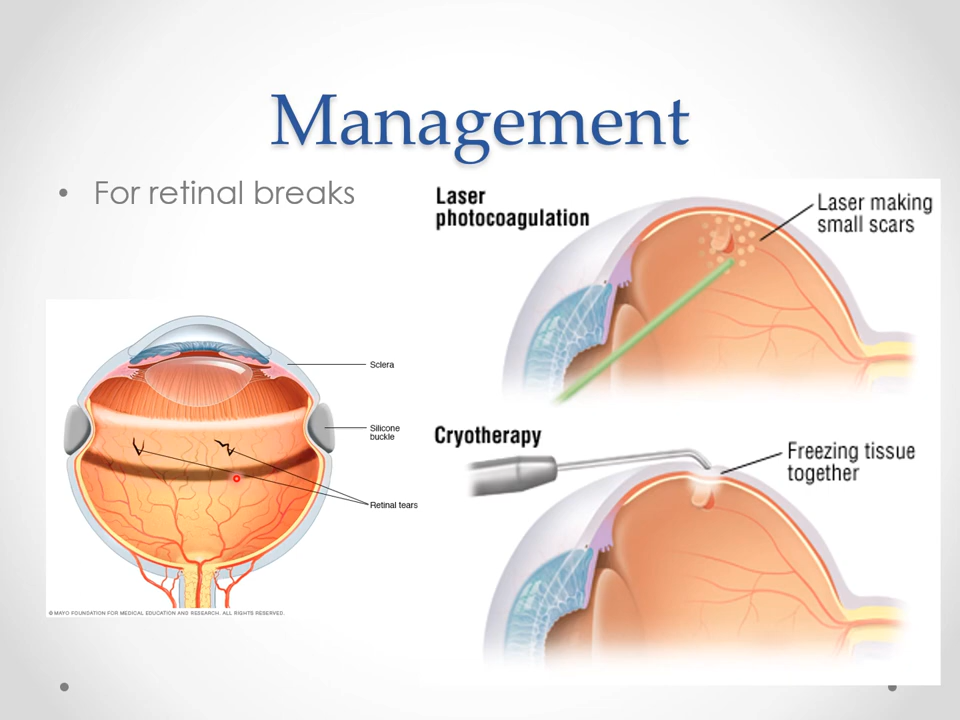 Management
• For retinal breaks
Laser
photocoagulation
Laser making
small scars
Sclera
Silicone
buckle
Retinal tears
© MAYO FOUNDATION FOR MEDICAL EDUCATION AND RESEARCH. ALL RIGHTS RESERVED.
Cryotherapy
Freezing tissue
together